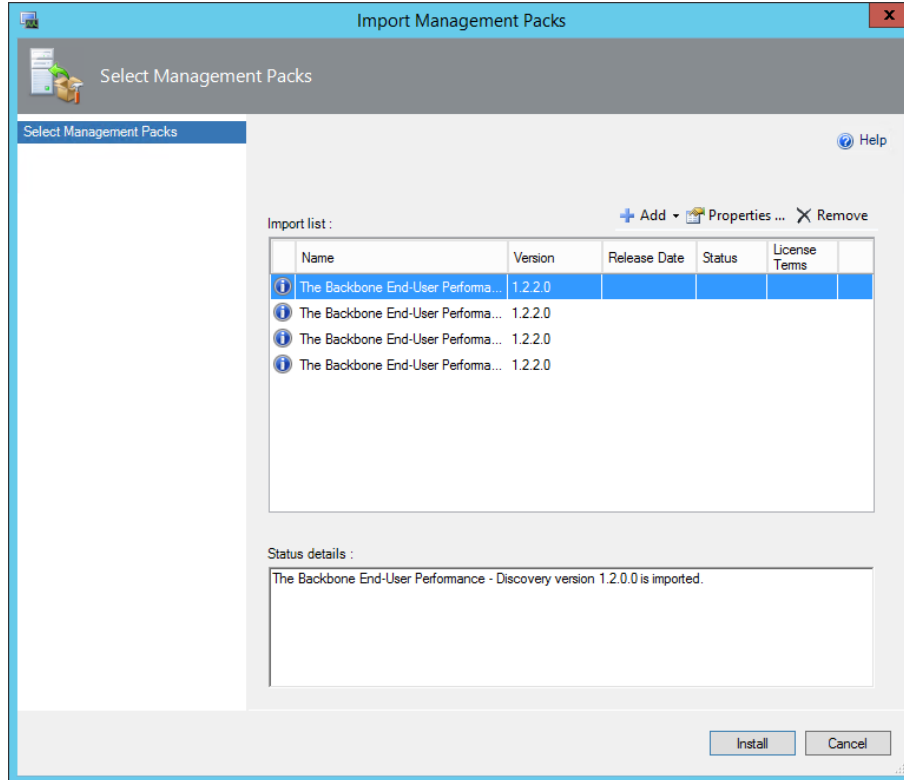 Import Management Packs
x
Select Management Packs
Select Management Packs
Help
Import list :
Add
Properties ...
Remove
Name Version Release Date Status License Terms
The Backbone End-User Performa... 1.2.2.0
The Backbone End-User Performa... 1.2.2.0
The Backbone End-User Performa... 1.2.2.0
The Backbone End-User Performa... 1.2.2.0
Status details :
The Backbone End-User Performance - Discovery version 1.2.0.0 is imported.
Install
Cancel